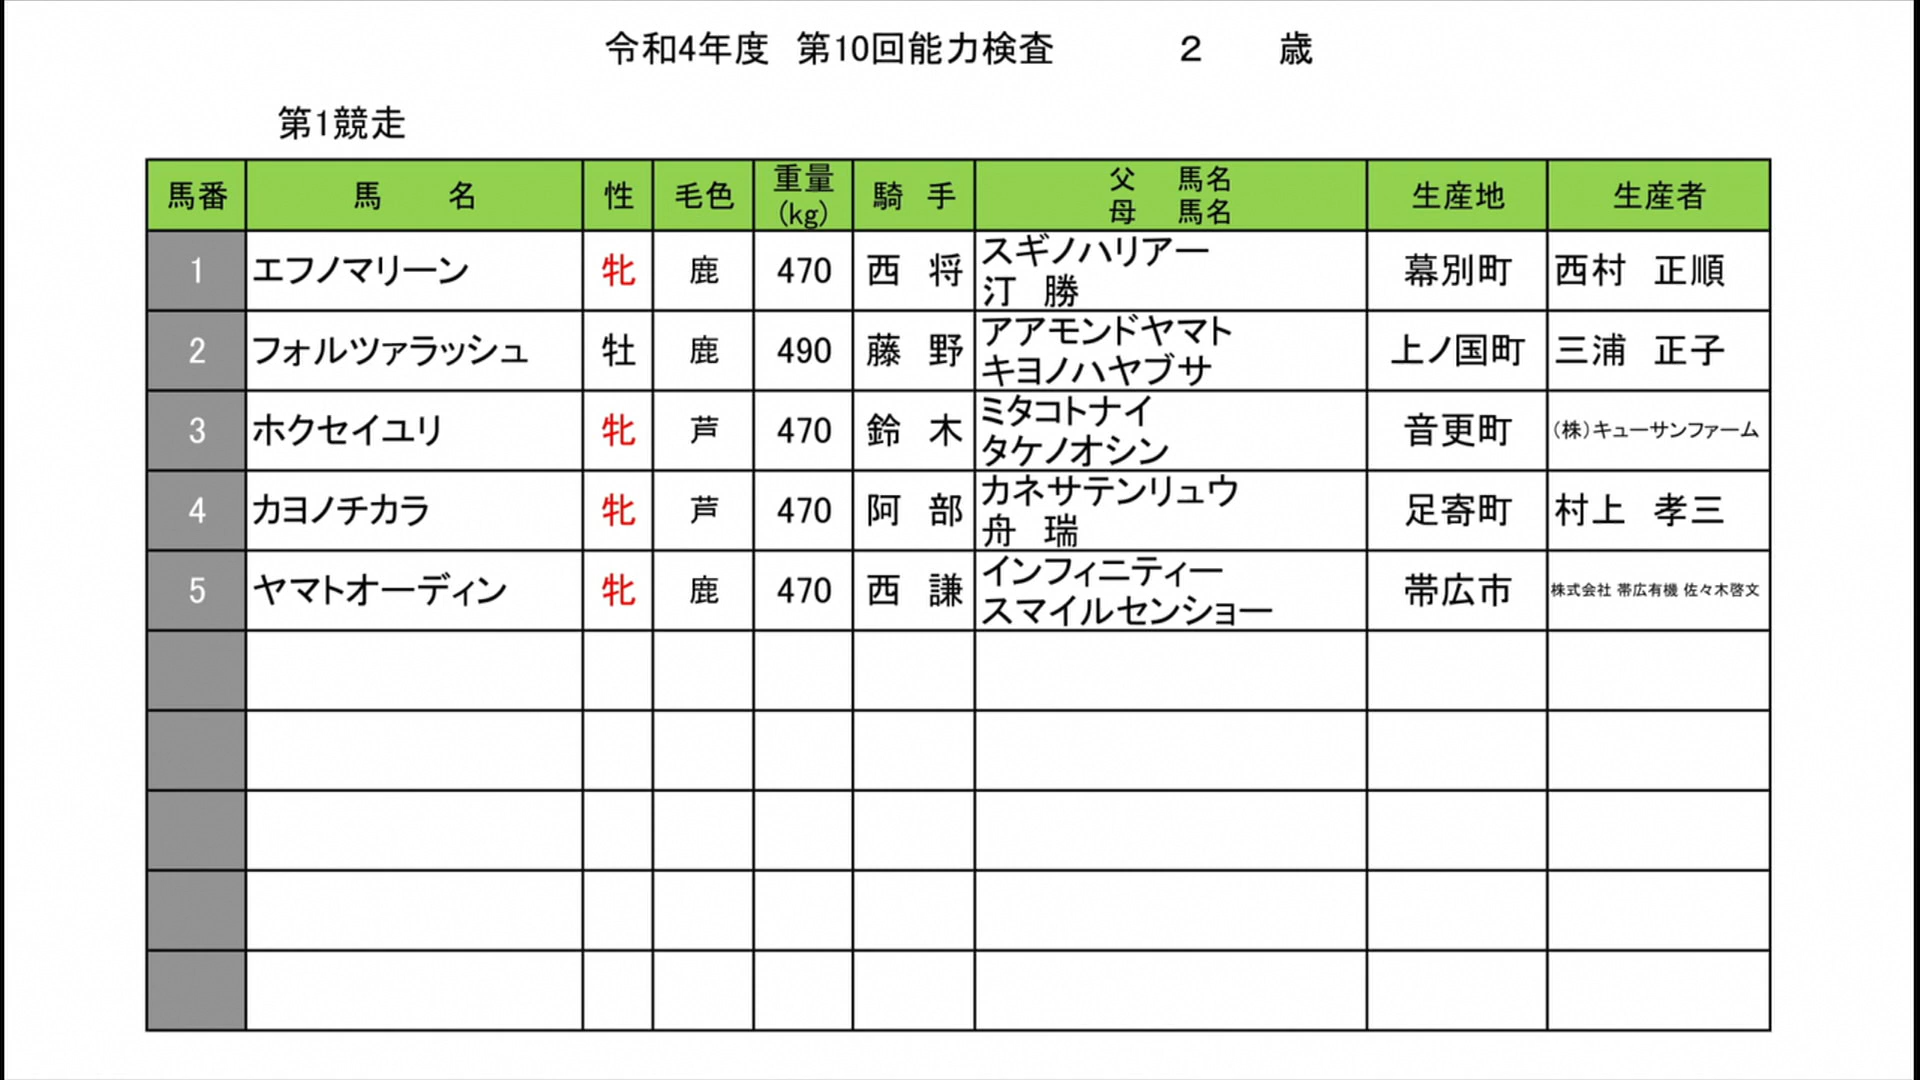 令和4年度 第10回能力検査 2 歳
第1競走
馬番 馬 名 性 毛色 重量(kg) 騎 手 父 馬名 母 馬名 生産地 生産者
1 エフノマリーン 牝 鹿 470 西 将 スギノハリアー 汀 勝 幕別町 西村 正順
2 フォルツァラッシュ 牡 鹿 490 藤 野 アアモンドヤマト キヨノハヤブサ 上ノ国町 三浦 正子
3 ホクセイユリ 牝 芦 470 鈴 木 ミタコトナイ タケノオシン 音更町 (株)キューサンファーム
4 カヨノチカラ 牝 芦 470 阿 部 カネサテンリュウ 舟 瑞 足寄町 村上 孝三
5 ヤマトオーディン 牝 鹿 470 西 謙 インフィニティー スマイルセンショー 帯広市 株式会社 帯広有機 佐々木啓文